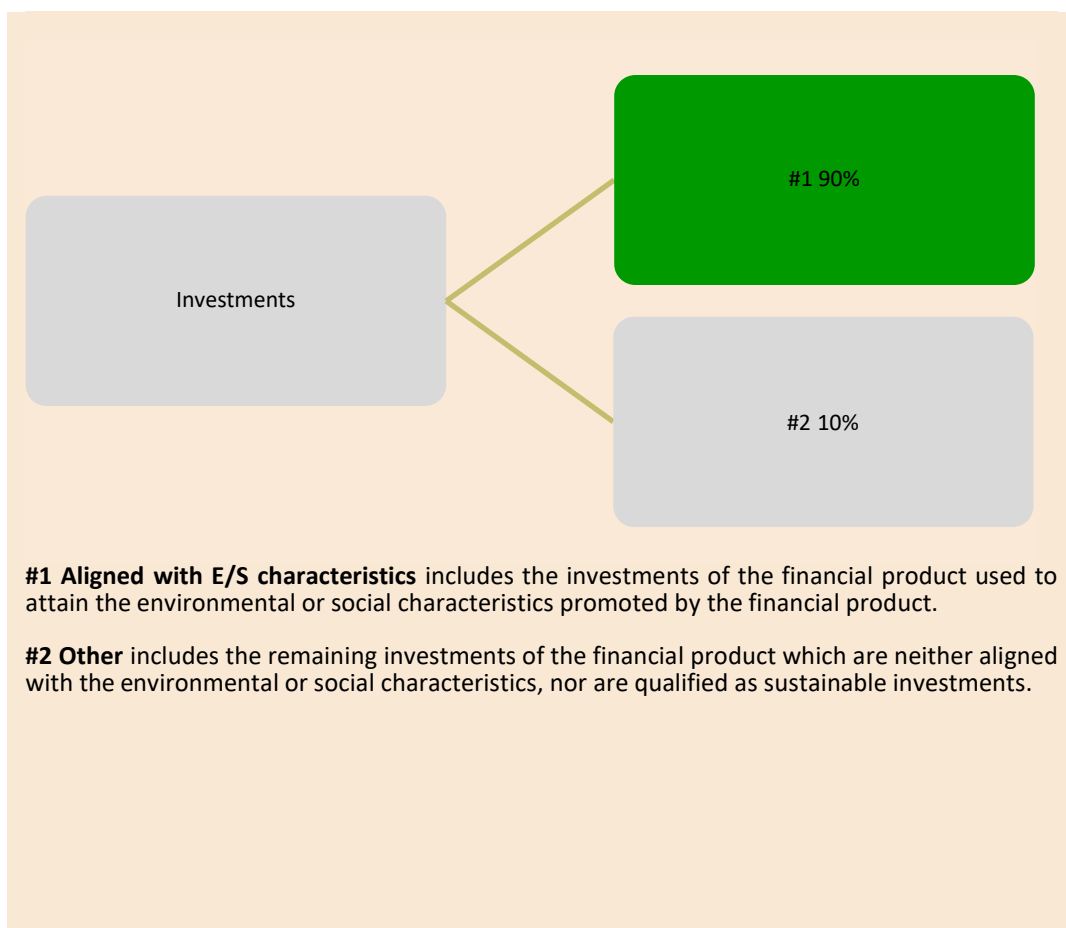 #1 90%
Investments
#2 10%
#1 Aligned with E/S characteristics includes the investments of the financial product used to
attain the environmental or social characteristics promoted by the financial product.
#2 Other includes the remaining investments of the financial product which are neither aligned
with the environmental or social characteristics, nor are qualified as sustainable investments.